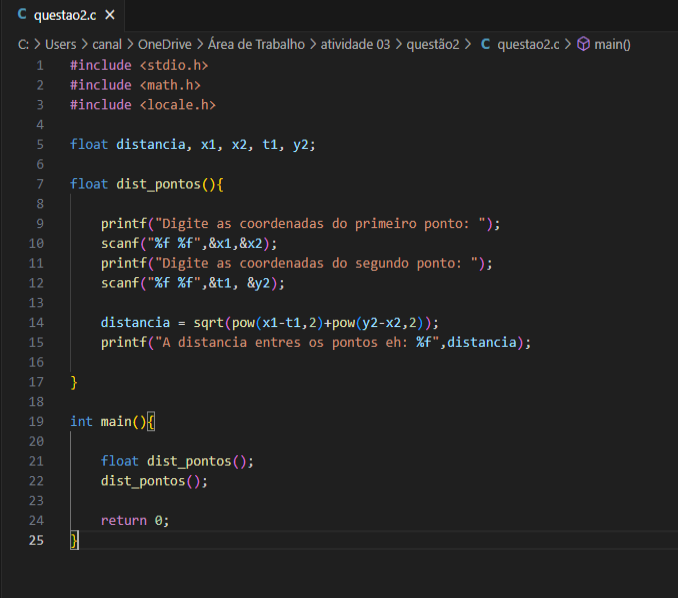 questao2.c
C: > Users > canal > OneDrive > Área de Trabalho > atividade 03 > questão2 > C questao2.c > main()
1 #include <stdio.h>
2 #include <math.h>
3 #include <locale.h>
4
5 float distancia, x1, x2, t1, y2;
6
7 float dist_pontos(){
8
9 printf("Digite as coordenadas do primeiro ponto: ");
10 scanf("%f %f",&x1,&x2);
11 printf("Digite as coordenadas do segundo ponto: ");
12 scanf("%f %f",&t1, &y2);
13
14 distancia = sqrt(pow(x1-t1,2)+pow(y2-x2,2));
15 printf("A distancia entres os pontos eh: %f",distancia);
16
17 }
18
19 int main(){
20
21 float dist_pontos();
22 dist_pontos();
23
24 return 0;
25 }